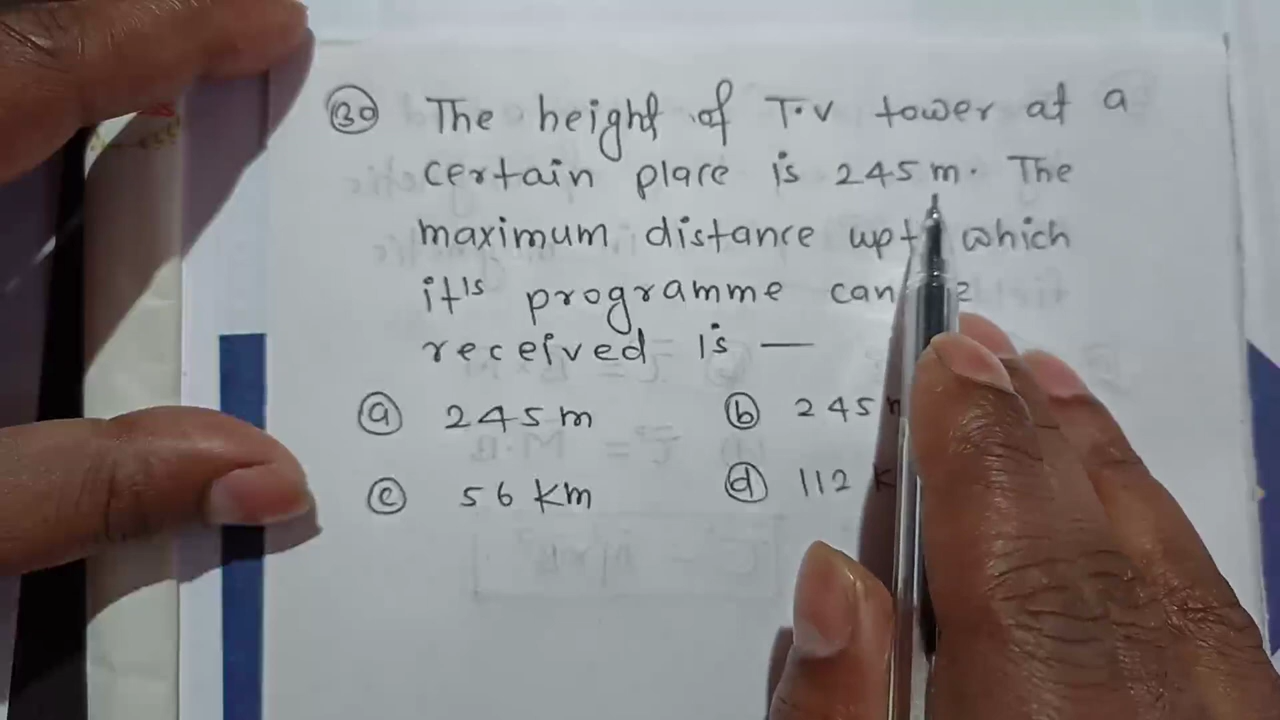 30 The height of T.V tower at a
certain place is 245 m. The
maximum distance upt which
it's programme can
received is —
a 245 m b 245
c 56 Km d 112 K